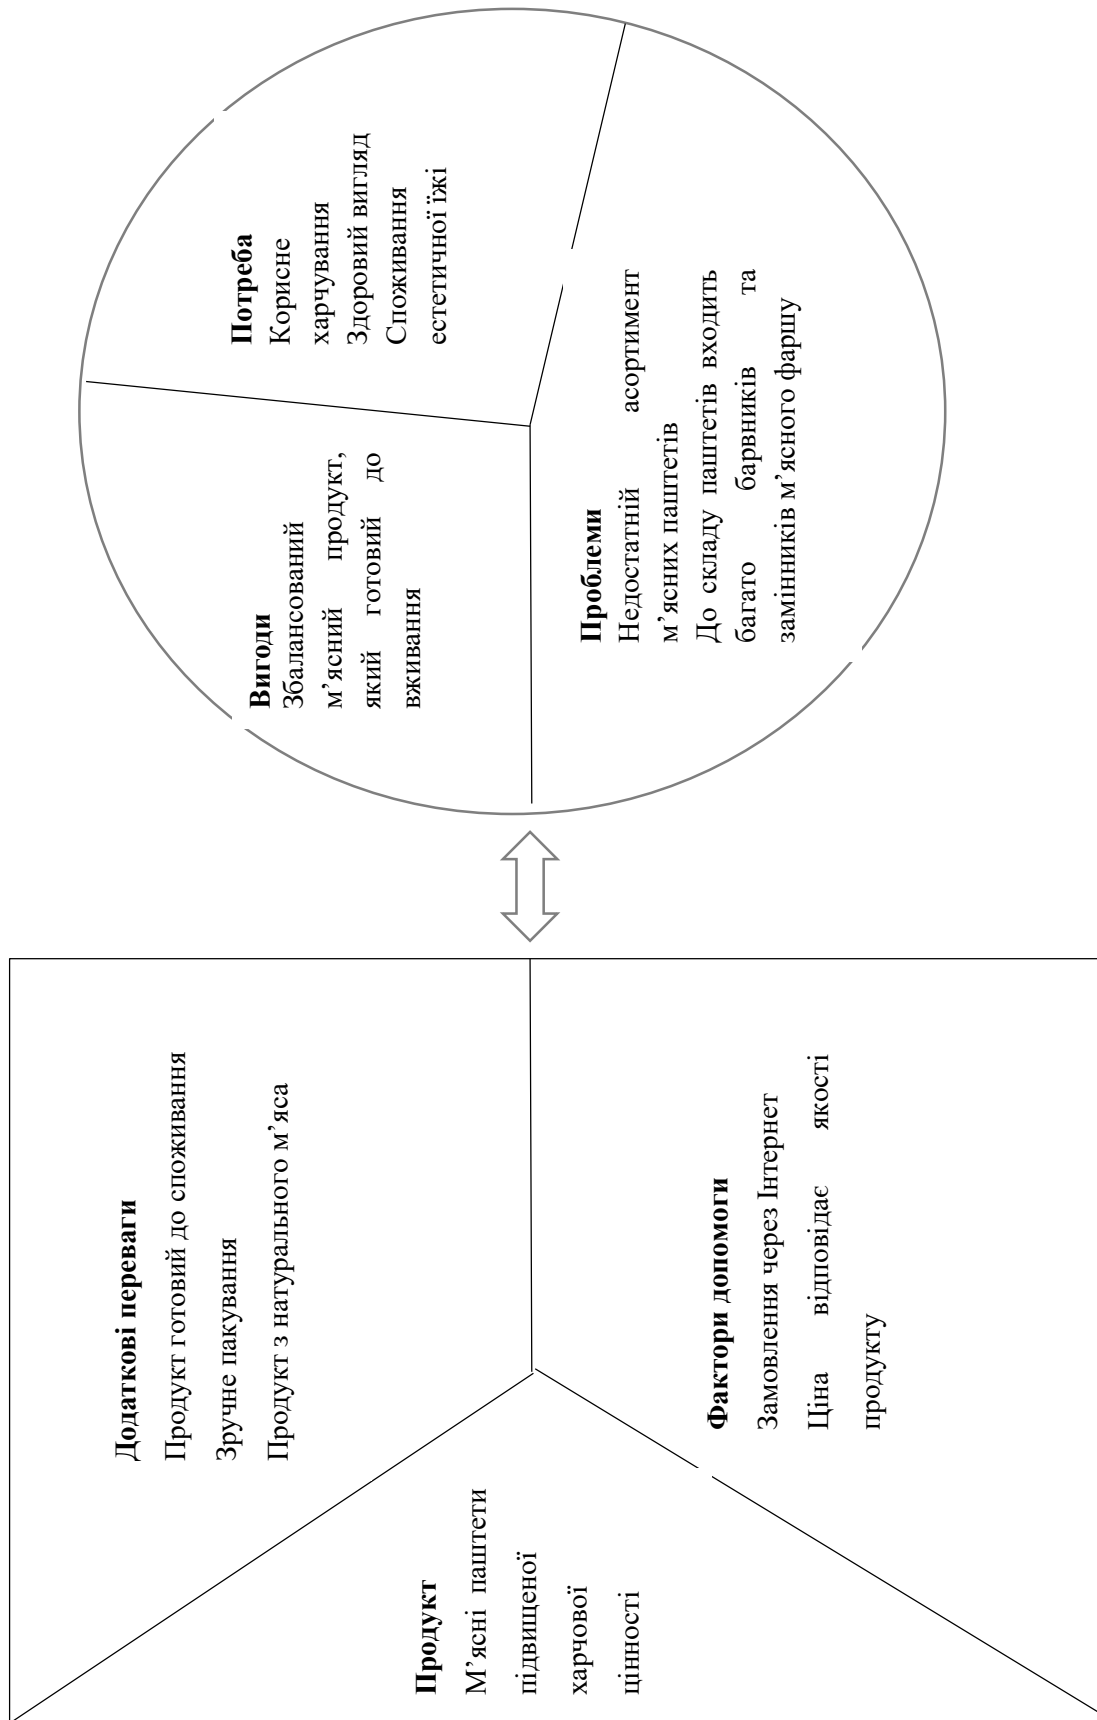 Додаткові переваги
Продукт готовий до споживання
Зручне пакування
Продукт з натурального м’яса
Продукт
М’ясні паштети
підвищеної
харчової
цінності
Фактори допомоги
Замовлення через Інтернет
Ціна відповідає якості
продукту
Вигоди
Збалансований
м’ясний продукт,
який готовий до
вживання
Потреба
Корисне
харчування
Здоровий вигляд
Споживання
естетичної їжі
Проблеми
Недостатній асортимент
м’ясних паштетів
До складу паштетів входить
багато барвників та
замінників м’ясного фаршу